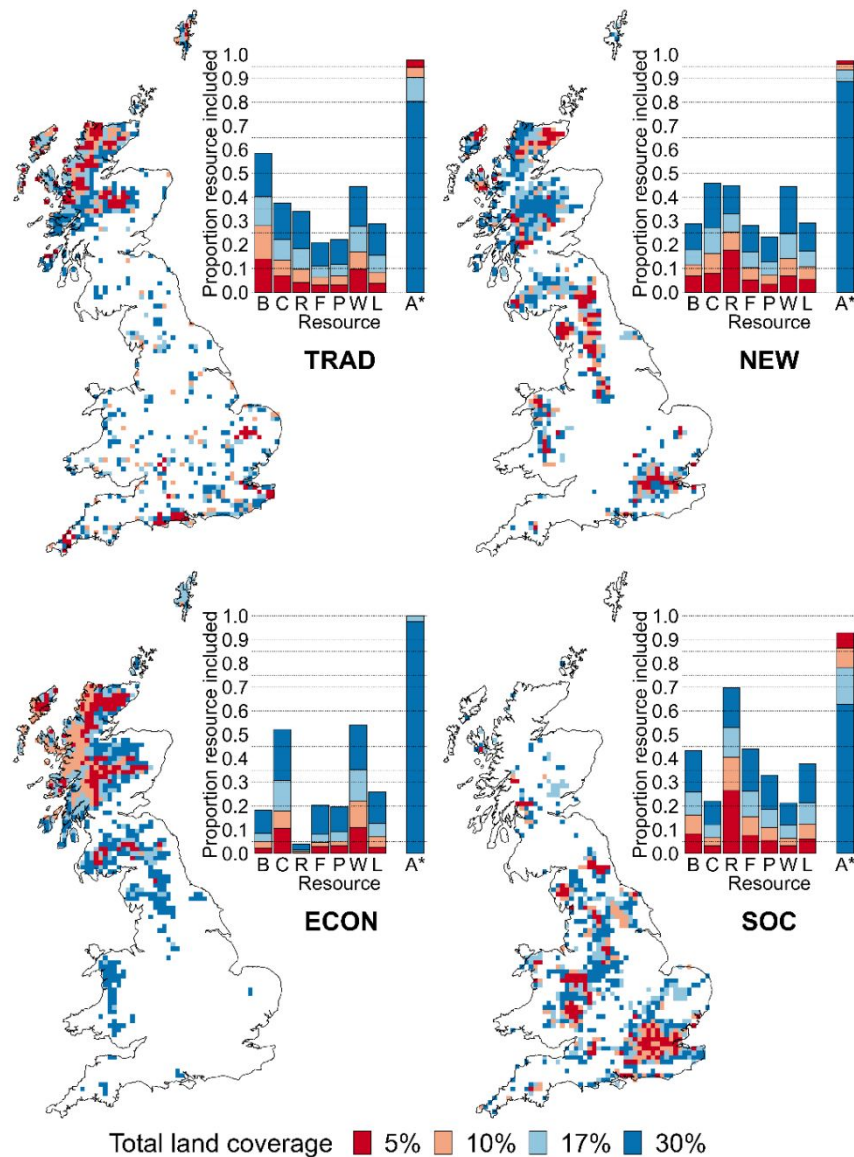 1.0
0.9
0.8
0.7
0.6
0.5
0.4
0.3
0.2
0.1
0.0
Proportion resource included
B C R F P W L A*
Resource
TRAD
1.0
0.9
0.8
0.7
0.6
0.5
0.4
0.3
0.2
0.1
0.0
Proportion resource included
B C R F P W L A*
Resource
NEW
1.0
0.9
0.8
0.7
0.6
0.5
0.4
0.3
0.2
0.1
0.0
Proportion resource included
B C R F P W L A*
Resource
ECON
1.0
0.9
0.8
0.7
0.6
0.5
0.4
0.3
0.2
0.1
0.0
Proportion resource included
B C R F P W L A*
Resource
SOC
Total land coverage 5% 10% 17% 30%